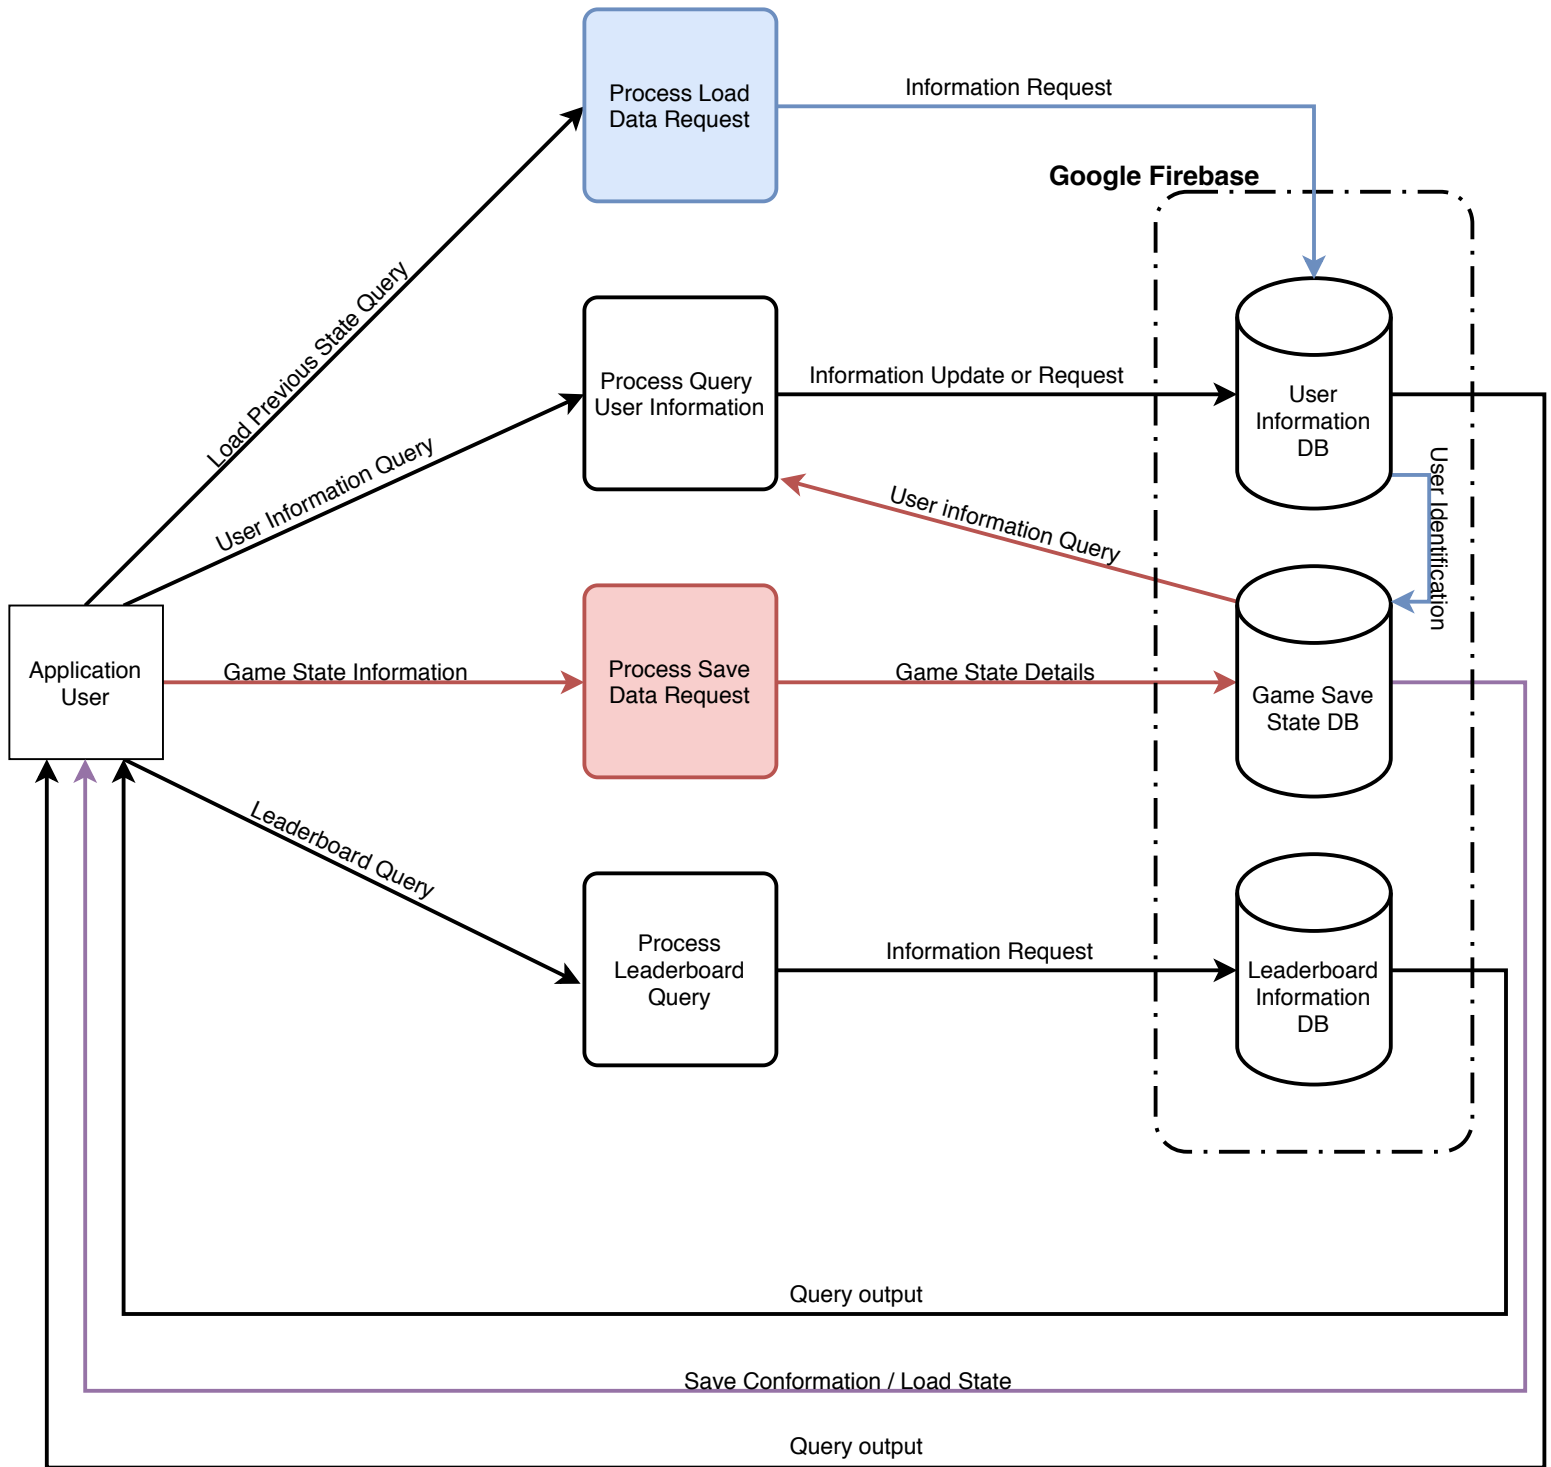 Process Load
Data Request
Information Request
Google Firebase
Load Previous State Query
Process Query
User Information
Information Update or Request
User
Information
DB
User Information Query
User information Query
User Identification
Application
User
Game State Information
Process Save
Data Request
Game State Details
Game Save
State DB
Leaderboard Query
Process
Leaderboard
Query
Information Request
Leaderboard
Information
DB
Query output
Save Conformation / Load State
Query output